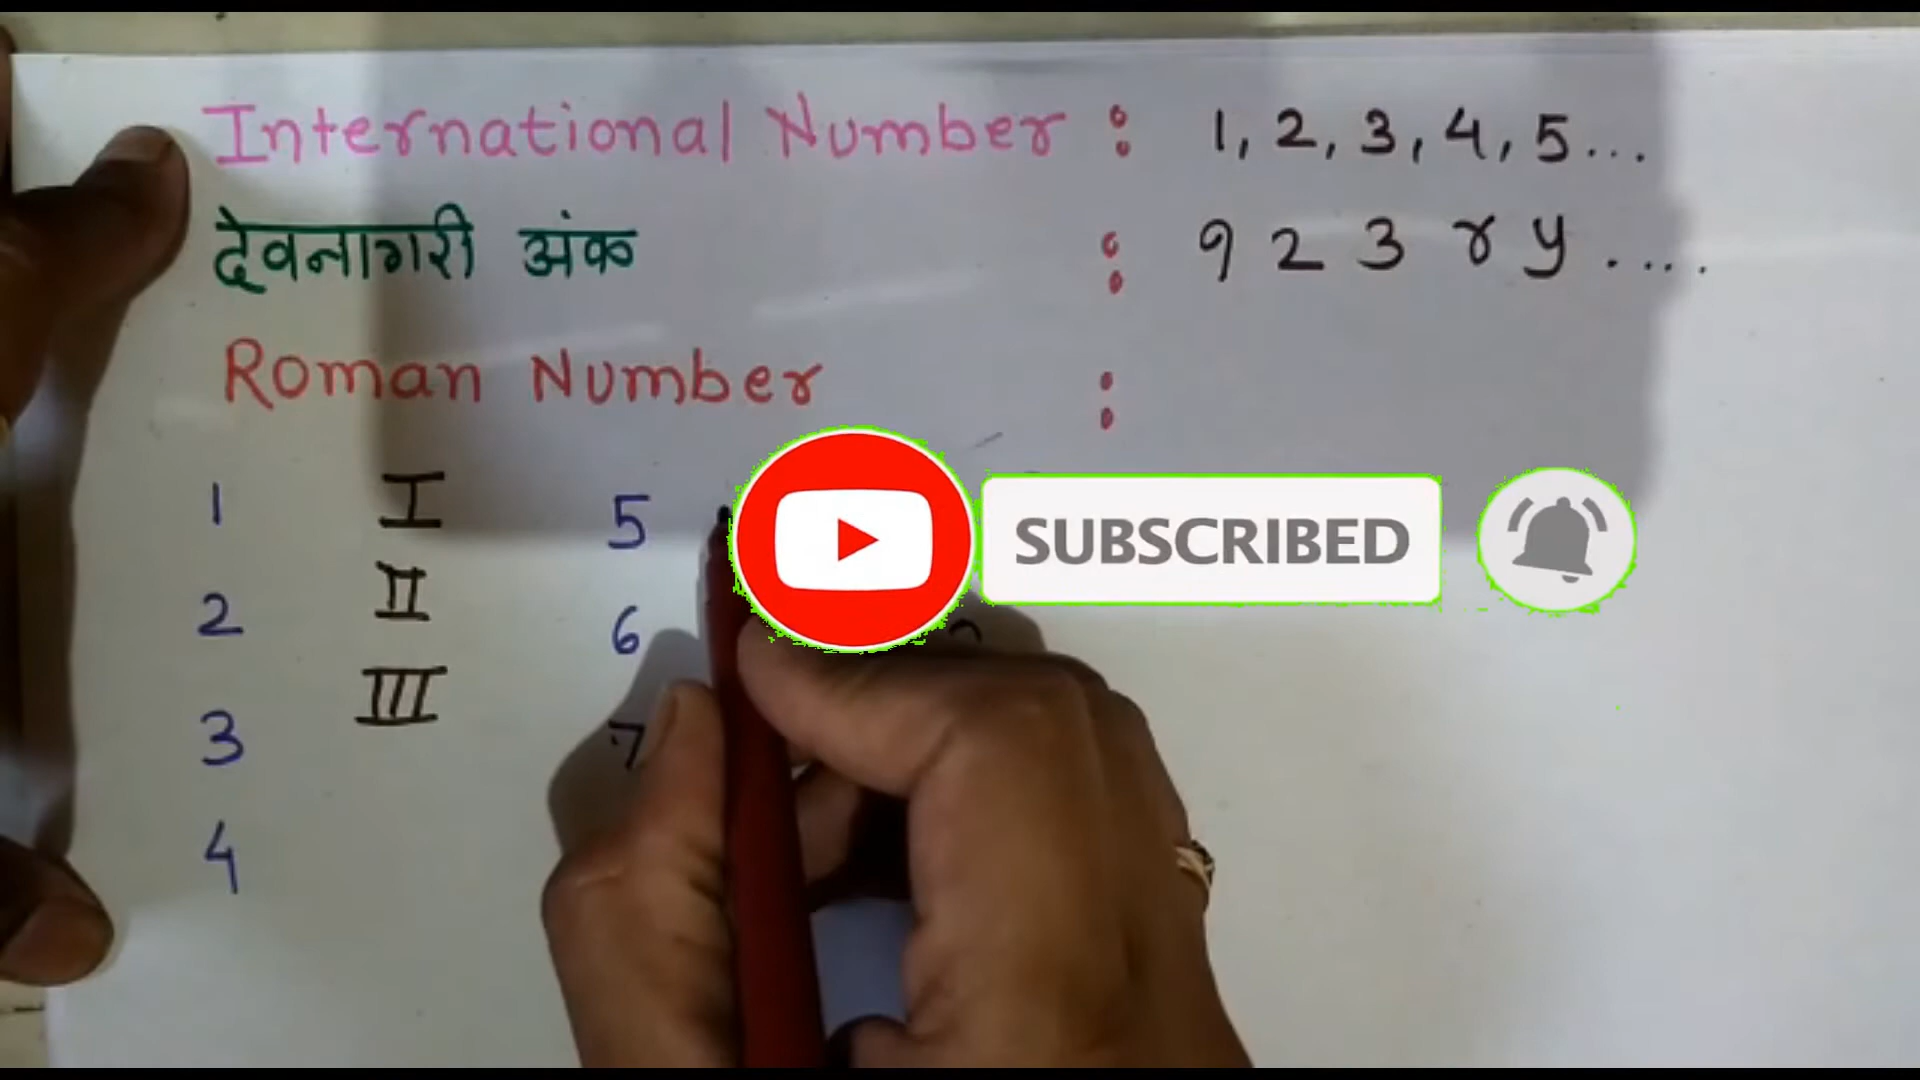 International Number : 1, 2, 3, 4, 5...
देवनागरी अंक : १ २ ३ ४ ५ ....
Roman Number :
1 I 5
2 II 6
3 III 7
4
SUBSCRIBED